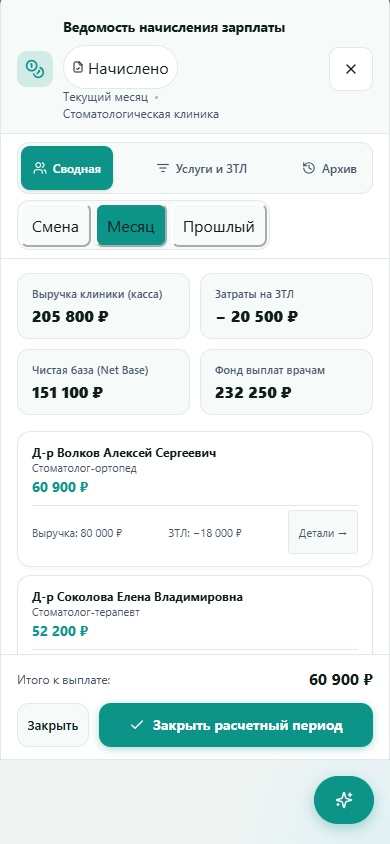 Ведомость начисления зарплаты
Начислено
Текущий месяц •
Стоматологическая клиника
Сводная
Услуги и ЗТЛ
Архив
Смена
Месяц
Прошлый
Выручка клиники (касса)
205 800 ₽
Затраты на ЗТЛ
− 20 500 ₽
Чистая база (Net Base)
151 100 ₽
Фонд выплат врачам
232 250 ₽
Д-р Волков Алексей Сергеевич
Стоматолог-ортопед
60 900 ₽
Выручка: 80 000 ₽
ЗТЛ: −18 000 ₽
Детали →
Д-р Соколова Елена Владимировна
Стоматолог-терапевт
52 200 ₽
Итого к выплате:
60 900 ₽
Закрыть
Закрыть расчетный период